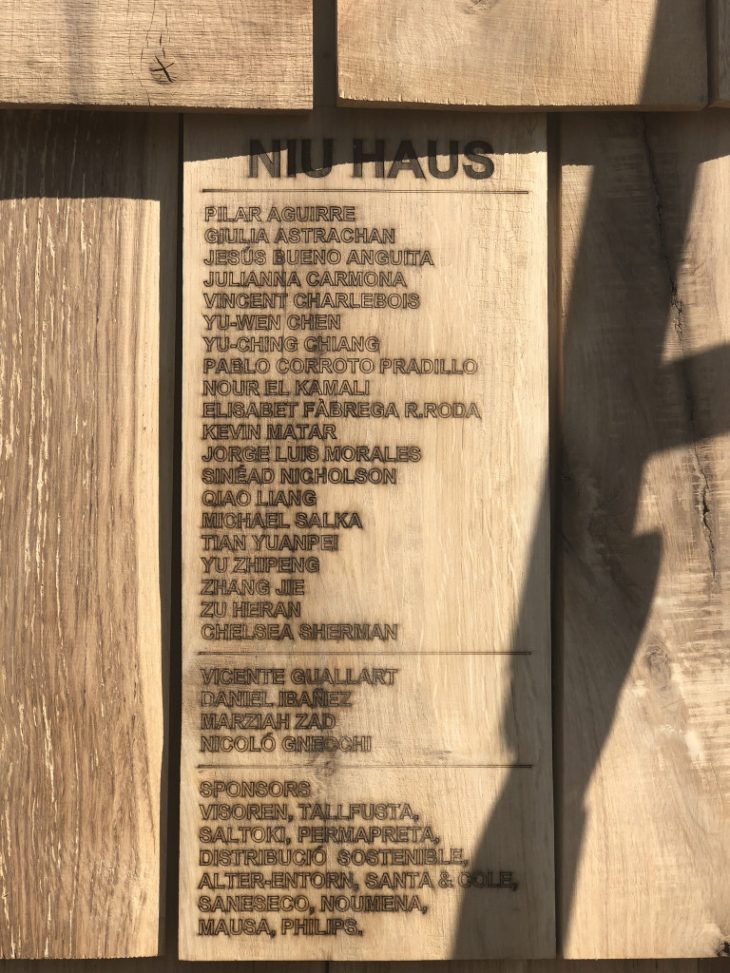 NIU HAUS
PILAR AGUIRRE
GIULIA ASTRACHAN
JESÚS BUENO ANGUITA
JULIANNA CARMONA
VINCENT CHARLEBOIS
YU-WEN CHEN
YU-CHING CHIANG
PABLO CORROTO PRADILLO
NOUR EL KAMALI
ELISABET FÀBREGA R.RODA
KEVIN MATAR
JORGE LUIS MORALES
SINÉAD NICHOLSON
QIAO LIANG
MICHAEL SALKA
TIAN YUANPEI
YU ZHIPENG
ZHANG JIE
ZU HERAN
CHELSEA SHERMAN
VICENTE GUALLART
DANIEL IBAÑEZ
MARZIAH ZAD
NICOLÓ GNECCHI
SPONSORS
VISOREN, TALLFUSTA,
SALTOKI, PERMAPRETA,
DISTRIBUCIÓ SOSTENIBLE,
ALTER-ENTORN, SANTA & COLE,
SANESECO, NOUMENA,
MAUSA, PHILIPS.